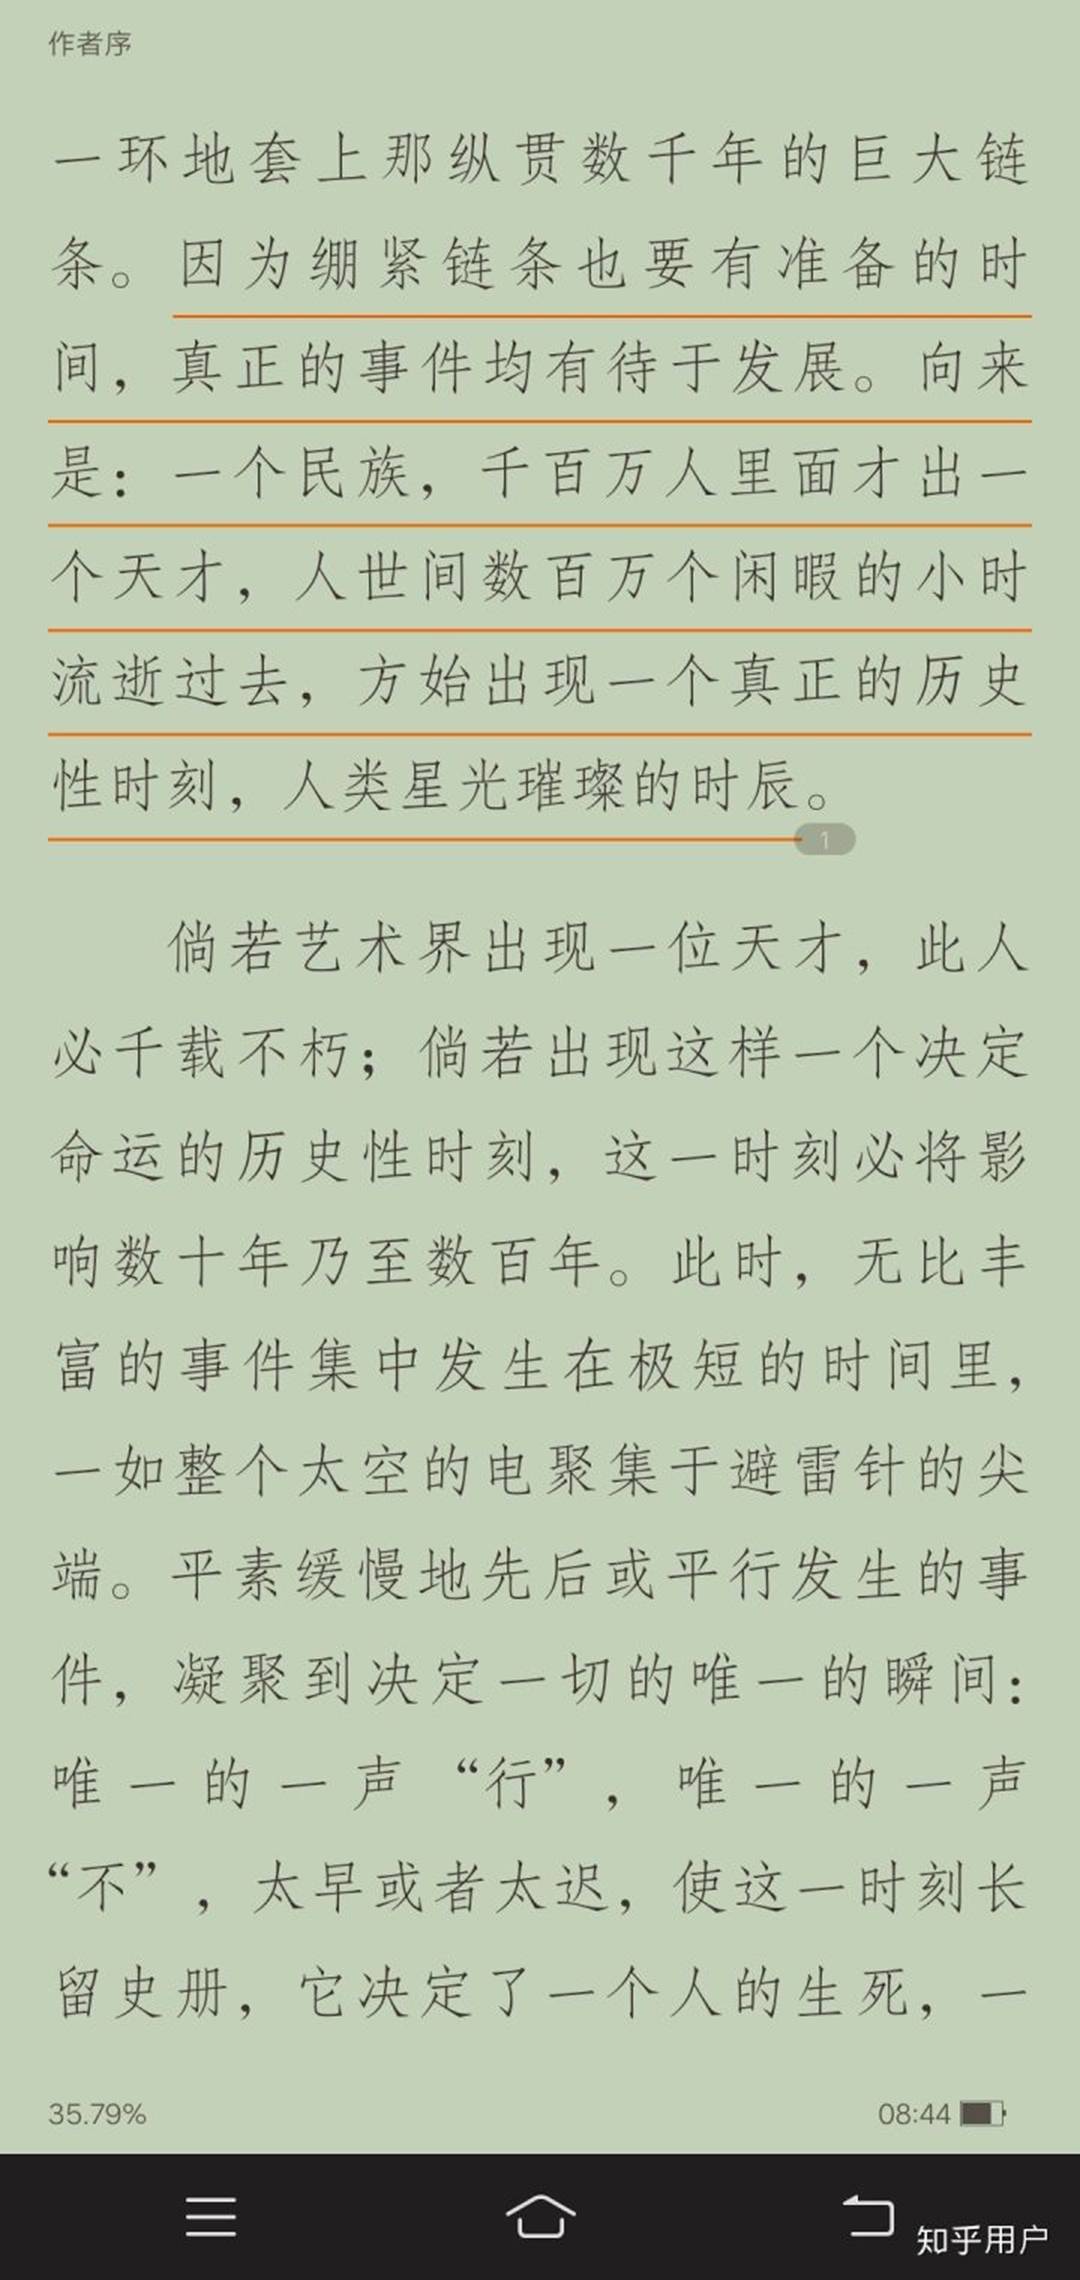 作者序
一环地套上那纵贯数千年的巨大链
条。因为绷紧链条也要有准备的时
间，真正的事件均有待于发展。向来
是：一个民族，千百万人里面才出一
个天才，人世间数百万个闲暇的小时
流逝过去，方始出现一个真正的历史
性时刻，人类星光璀璨的时辰。
1
倘若艺术界出现一位天才，此人
必千载不朽；倘若出现这样一个决定
命运的历史性时刻，这一时刻必将影
响数十年乃至数百年。此时，无比丰
富的事件集中发生在极短的时间里，
一如整个太空的电聚集于避雷针的尖
端。平素缓慢地先后或平行发生的事
件，凝聚到决定一切的唯一的瞬间：
唯一的一声“行”，唯一的一声
“不”，太早或者太迟，使这一时刻长
留史册，它决定了一个人的生死，一
35.79%
08:44
知乎用户